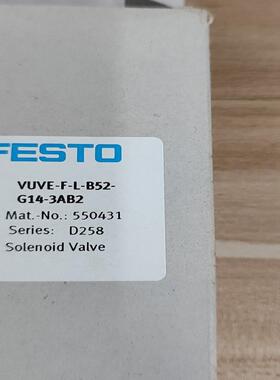 FESTO
VUVE-F-L-B52-
G14-3AB2
Mat.-No.: 550431
Series: D258
Solenoid Valve